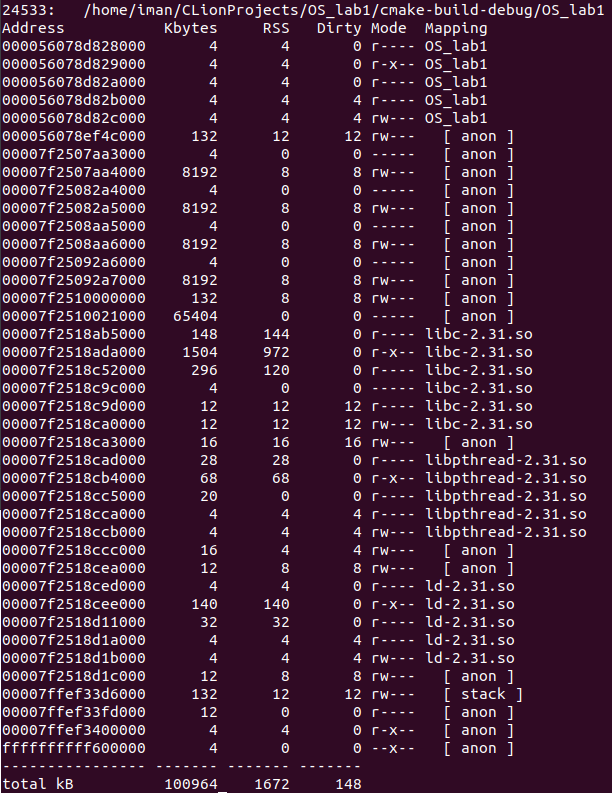 24533:   /home/iman/CLionProjects/OS_lab1/cmake-build-debug/OS_lab1
Address           Kbytes     RSS   Dirty Mode  Mapping
000056078d828000       4       4       0 r---- OS_lab1
000056078d829000       4       4       0 r-x-- OS_lab1
000056078d82a000       4       4       0 r---- OS_lab1
000056078d82b000       4       4       4 r---- OS_lab1
000056078d82c000       4       4       4 rw--- OS_lab1
000056078ef4c000     132      12      12 rw---   [ anon ]
00007f2507aa3000       4       0       0 -----   [ anon ]
00007f2507aa4000    8192       8       8 rw---   [ anon ]
00007f25082a4000       4       0       0 -----   [ anon ]
00007f25082a5000    8192       8       8 rw---   [ anon ]
00007f2508aa5000       4       0       0 -----   [ anon ]
00007f2508aa6000    8192       8       8 rw---   [ anon ]
00007f25092a6000       4       0       0 -----   [ anon ]
00007f25092a7000    8192       8       8 rw---   [ anon ]
00007f2510000000     132       8       8 rw---   [ anon ]
00007f2510021000   65404       0       0 -----   [ anon ]
00007f2518ab5000     148     144       0 r---- libc-2.31.so
00007f2518ada000    1504     972       0 r-x-- libc-2.31.so
00007f2518c52000     296     120       0 r---- libc-2.31.so
00007f2518c9c000       4       0       0 ----- libc-2.31.so
00007f2518c9d000      12      12      12 r---- libc-2.31.so
00007f2518ca0000      12      12      12 rw--- libc-2.31.so
00007f2518ca3000      16      16      16 rw---   [ anon ]
00007f2518cad000      28      28       0 r---- libpthread-2.31.so
00007f2518cb4000      68      68       0 r-x-- libpthread-2.31.so
00007f2518cc5000      20       0       0 r---- libpthread-2.31.so
00007f2518cca000       4       4       4 r---- libpthread-2.31.so
00007f2518ccb000       4       4       4 rw--- libpthread-2.31.so
00007f2518ccc000      16       4       4 rw---   [ anon ]
00007f2518cea000      12       8       8 rw---   [ anon ]
00007f2518ced000       4       4       0 r---- ld-2.31.so
00007f2518cee000     140     140       0 r-x-- ld-2.31.so
00007f2518d11000      32      32       0 r---- ld-2.31.so
00007f2518d1a000       4       4       4 r---- ld-2.31.so
00007f2518d1b000       4       4       4 rw--- ld-2.31.so
00007f2518d1c000      12       8       8 rw---   [ anon ]
00007ffef33d6000     132      12      12 rw---   [ stack ]
00007ffef33fd000      12       0       0 r----   [ anon ]
00007ffef3400000       4       4       0 r-x--   [ anon ]
ffffffffff600000       4       0       0 --x--   [ anon ]
---------------- ------- ------- -------
total kB          100964    1672     148